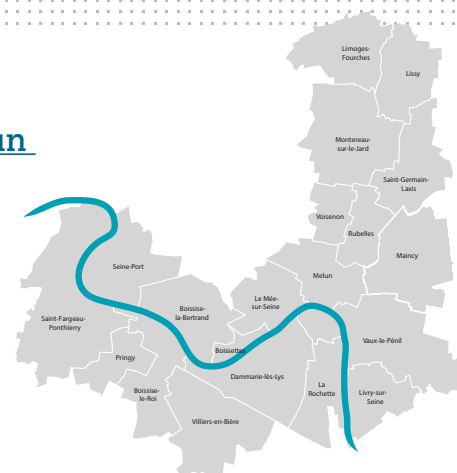 Limoges-
Fourches
Lissy
un
Montereau-
sur-le-Jard
Saint-Germain-
Laxis
Voisenon
Rubelles
Maincy
Seine-Port
Melun
Le Mée-
sur-Seine
Boissise-
la-Bertrand
Saint-Fargeau-
Ponthierry
Vaux-le-Pénil
Boissettes
Pringy
Dammarie-lès-Lys
La
Rochette
Boissise-
le-Roi
Livry-sur-
Seine
Villiers-en-Bière